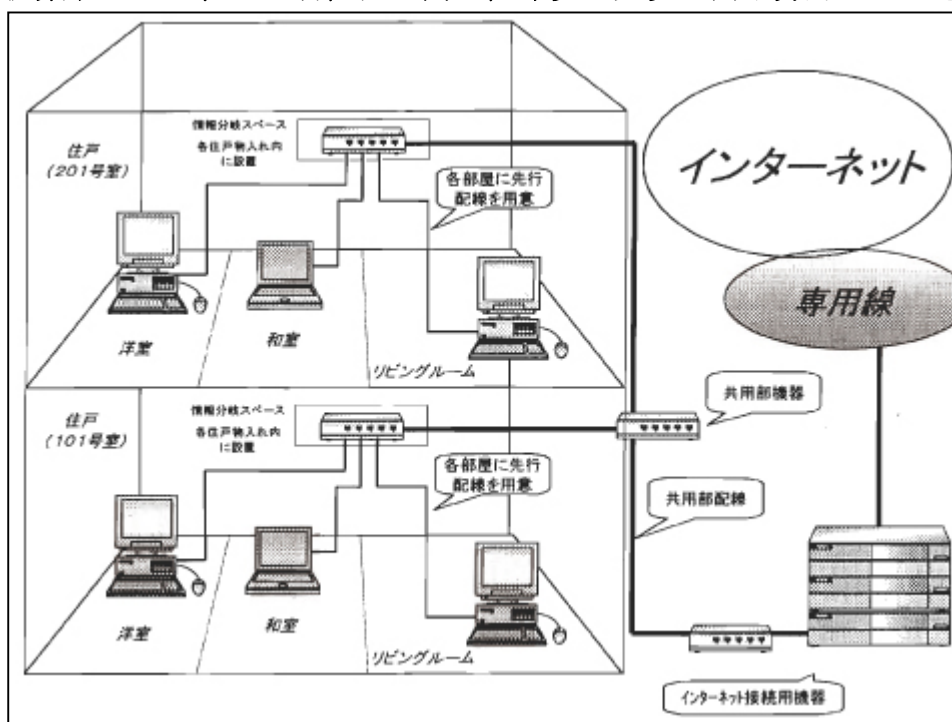 住戸
(201号室)
情報分岐スペース
各住戸物入れ内
に設置
各部屋に先行
配線を用意
洋室
和室
リビングルーム
インターネット
専用線
住戸
(101号室)
情報分岐スペース
各住戸物入れ内
に設置
各部屋に先行
配線を用意
洋室
和室
リビングルーム
共用部機器
共用部配線
インターネット接続用機器